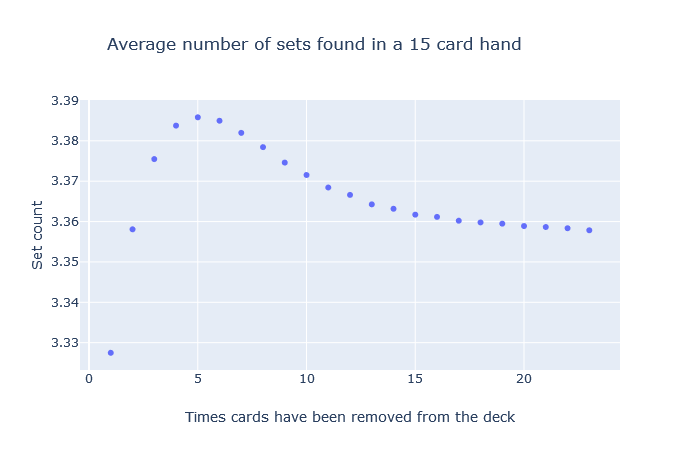 Average number of sets found in a 15 card hand
3.39
3.38
3.37
3.36
3.35
3.34
3.33
Set count
0 5 10 15 20
Times cards have been removed from the deck